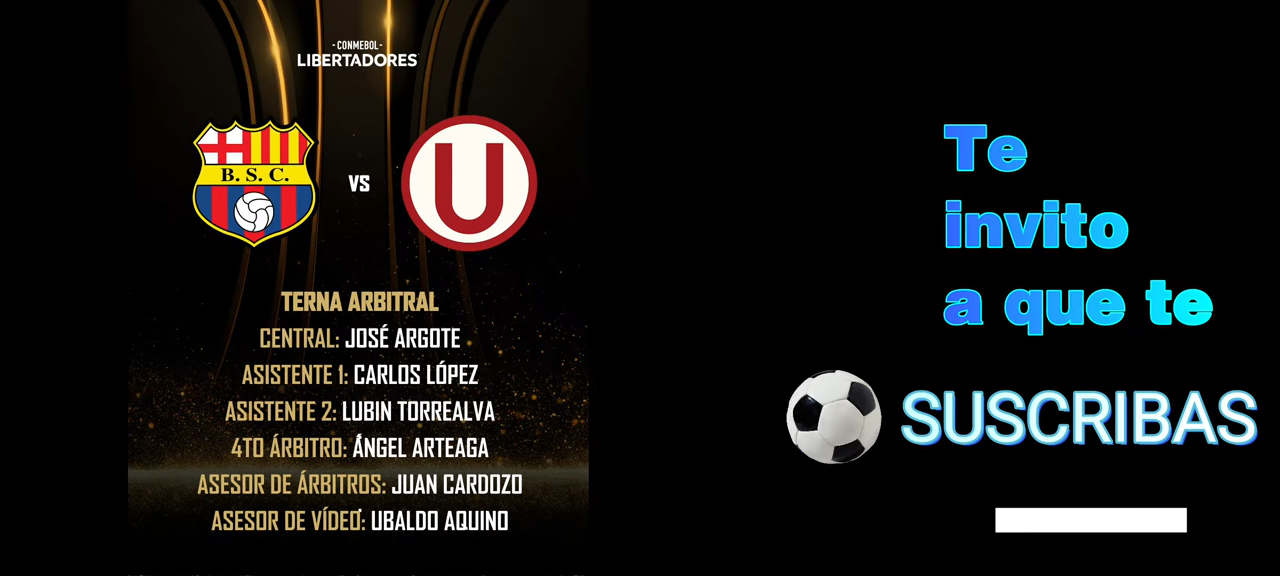 - CONMEBOL -
LIBERTADORES
B. S. C.
VS
U
TERNA ARBITRAL
CENTRAL: JOSÉ ARGOTE
ASISTENTE 1: CARLOS LÓPEZ
ASISTENTE 2: LUBIN TORREALVA
4TO ÁRBITRO: ÁNGEL ARTEAGA
ASESOR DE ÁRBITROS: JUAN CARDOZO
ASESOR DE VÍDEO: UBALDO AQUINO
Te
invito
a que te
SUSCRIBAS